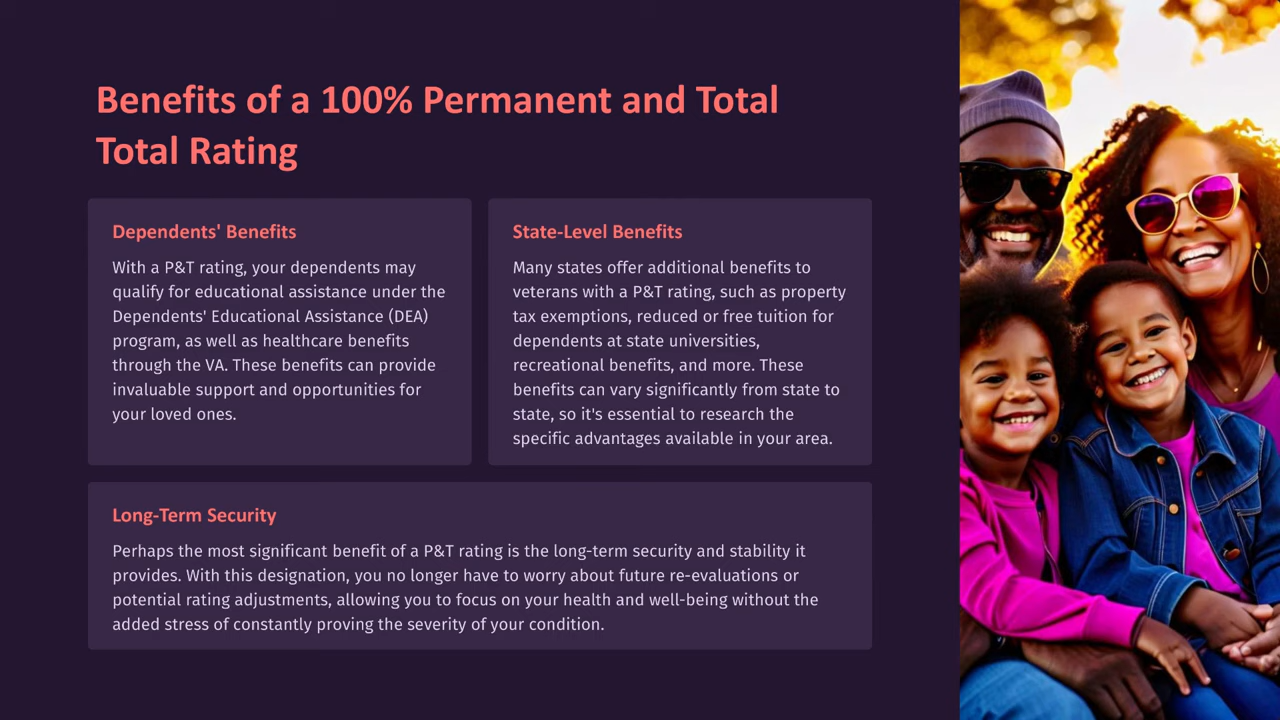 Benefits of a 100% Permanent and Total
Total Rating
Dependents' Benefits
With a P&T rating, your dependents may
qualify for educational assistance under the
Dependents' Educational Assistance (DEA)
program, as well as healthcare benefits
through the VA. These benefits can provide
invaluable support and opportunities for
your loved ones.
State-Level Benefits
Many states offer additional benefits to
veterans with a P&T rating, such as property
tax exemptions, reduced or free tuition for
dependents at state universities,
recreational benefits, and more. These
benefits can vary significantly from state to
state, so it's essential to research the
specific advantages available in your area.
Long-Term Security
Perhaps the most significant benefit of a P&T rating is the long-term security and stability it
provides. With this designation, you no longer have to worry about future re-evaluations or
potential rating adjustments, allowing you to focus on your health and well-being without the
added stress of constantly proving the severity of your condition.